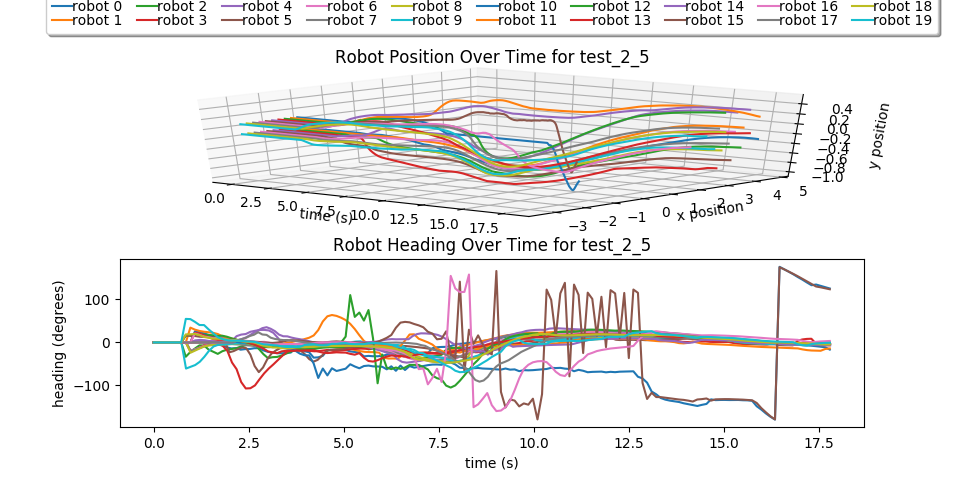 robot 0 robot 2 robot 4 robot 6 robot 8 robot 10 robot 12 robot 14 robot 16 robot 18
robot 1 robot 3 robot 5 robot 7 robot 9 robot 11 robot 13 robot 15 robot 17 robot 19
Robot Position Over Time for test_2_5
0.4
0.2
0.0
−0.2
−0.4
−0.6
−0.8
−1.0
y position
0.0 2.5 5.0 7.5 10.0 12.5 15.0 17.5
time (s)
−3 −2 −1 0 1 2 3 4 5
x position
Robot Heading Over Time for test_2_5
100
0
−100
heading (degrees)
0.0 2.5 5.0 7.5 10.0 12.5 15.0 17.5
time (s)